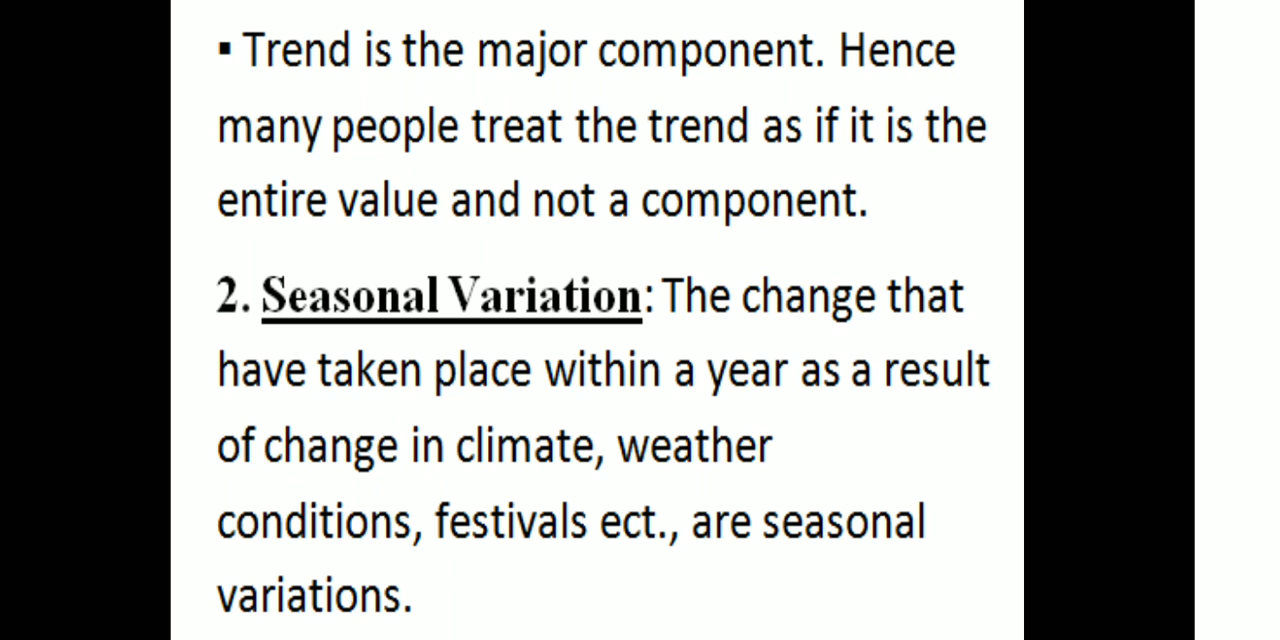 ▪ Trend is the major component. Hence
many people treat the trend as if it is the
entire value and not a component.
2. Seasonal Variation: The change that
have taken place within a year as a result
of change in climate, weather
conditions, festivals ect., are seasonal
variations.